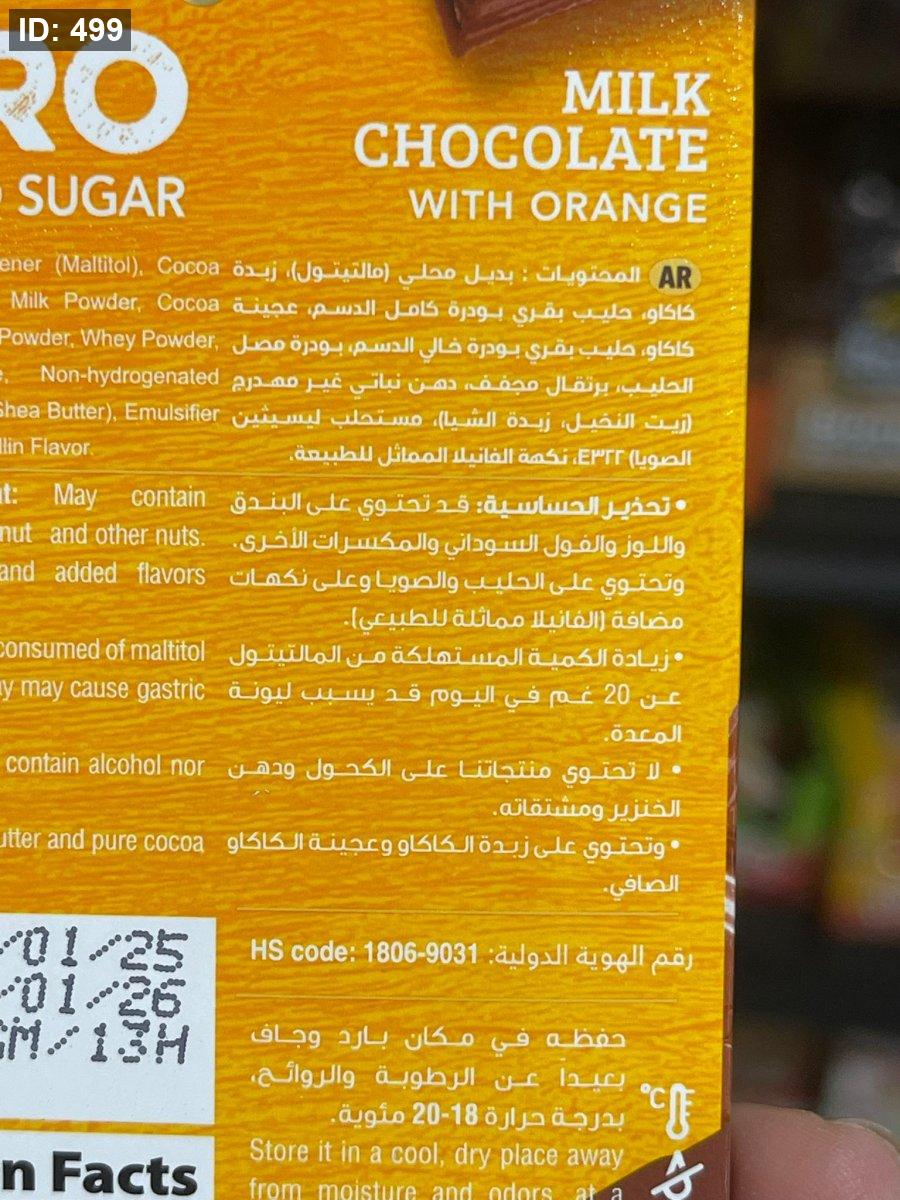 ID: 499
RO
SUGAR
MILK
CHOCOLATE
WITH ORANGE
ener (Maltitol), Cocoa
Milk Powder, Cocoa
Powder, Whey Powder,
Non-hydrogenated
Shea Butter), Emulsifier
llin Flavor.
AR المحتويات : بديل محلي (مالتيتول)، زبدة
كاكاو، حليب بقري بودرة كامل الدسم، عجينة
كاكاو، حليب بقري بودرة خالي الدسم، بودرة مصل
الحليب، برتقال مجفف، دهن نباتي غير مهدرج
(زيت النخيل، زبدة الشيا)، مستحلب ليسيثين
الصويا) E٣٢٢، نكهة الفانيلا المماثل للطبيعة.
t: May contain
nut and other nuts.
and added flavors
consumed of maltitol
y may cause gastric
contain alcohol nor
utter and pure cocoa
• تحذير الحساسية: قد تحتوي على البندق
واللوز والفول السوداني والمكسرات الأخرى.
وتحتوي على الحليب والصويا وعلى نكهات
مضافة (الفانيلا مماثلة للطبيعي).
• زيادة الكمية المستهلكة من المالتيتول
عن 20 غم في اليوم قد يسبب ليونة
المعدة.
• لا تحتوي منتجاتنا على الكحول ودهن
الخنزير ومشتقاته.
• وتحتوي على زبدة الكاكاو وعجينة الكاكاو
الصافي.
/01/25
/01/26
GM/13H
رقم الهوية الدولية: HS code: 1806-9031
حفظه في مكان بارد وجاف
بعيداً عن الرطوبة والروائح،
بدرجة حرارة 18-20 مئوية.
°C
Store it in a cool, dry place away
from moisture and odors, at a
n Facts